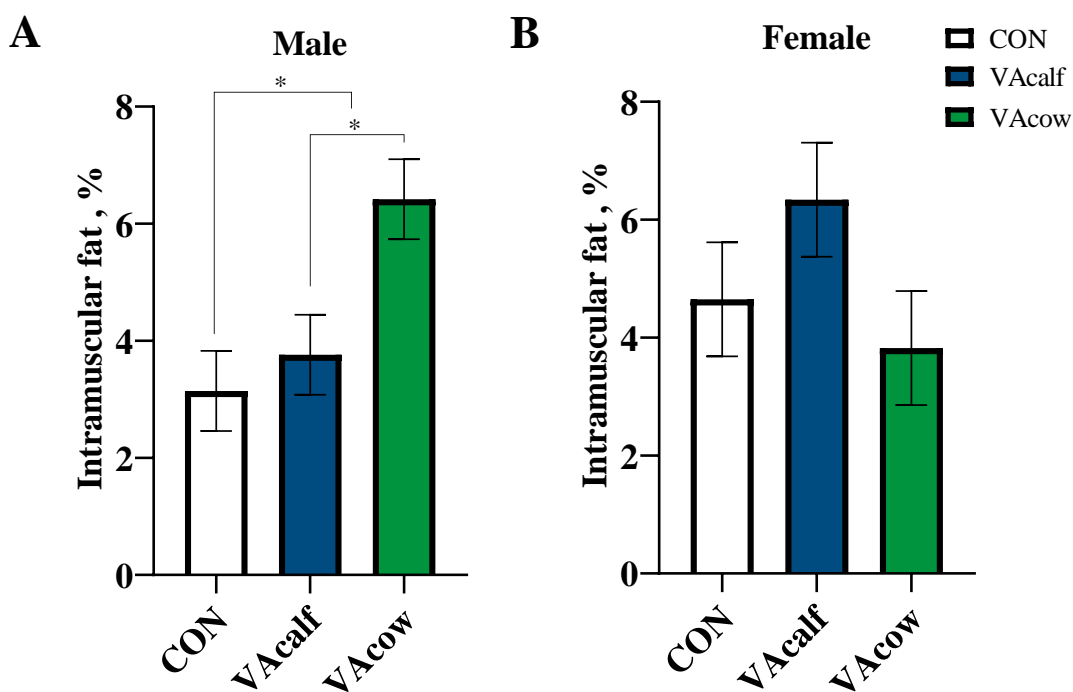 A
Male
*
*
Intramuscular fat , %
8
6
4
2
0
CON
VAcalf
VAcow
B
Female
CON
VAcalf
VAcow
Intramuscular fat , %
8
6
4
2
0
CON
VAcalf
VAcow